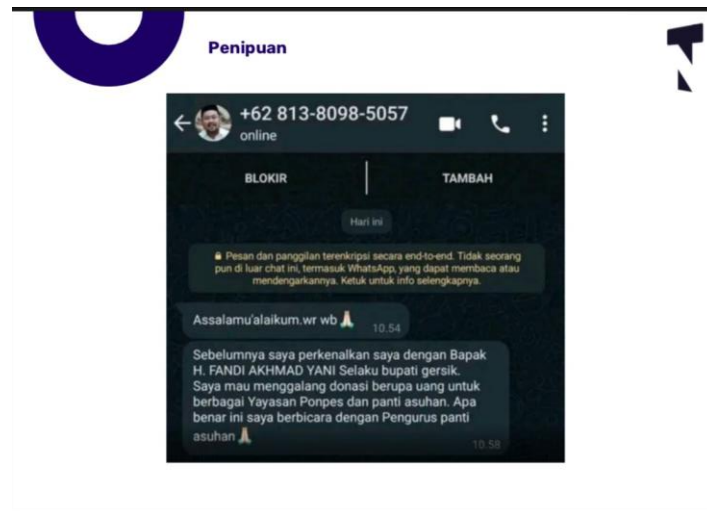 Penipuan
+62 813-8098-5057
online
BLOKIR
TAMBAH
Hari ini
Pesan dan panggilan terenkripsi secara end-to-end. Tidak seorang
pun di luar chat ini, termasuk WhatsApp, yang dapat membaca atau
mendengarkannya. Ketuk untuk info selengkapnya.
Assalamu'alaikum.wr wb🙏🏻
10.54
Sebelumnya saya perkenalkan saya dengan Bapak
H. FANDI AKHMAD YANI Selaku bupati gersik.
Saya mau menggalang donasi berupa uang untuk
berbagai Yayasan Ponpes dan panti asuhan. Apa
benar ini saya berbicara dengan Pengurus panti
asuhan🙏🏻
10.58